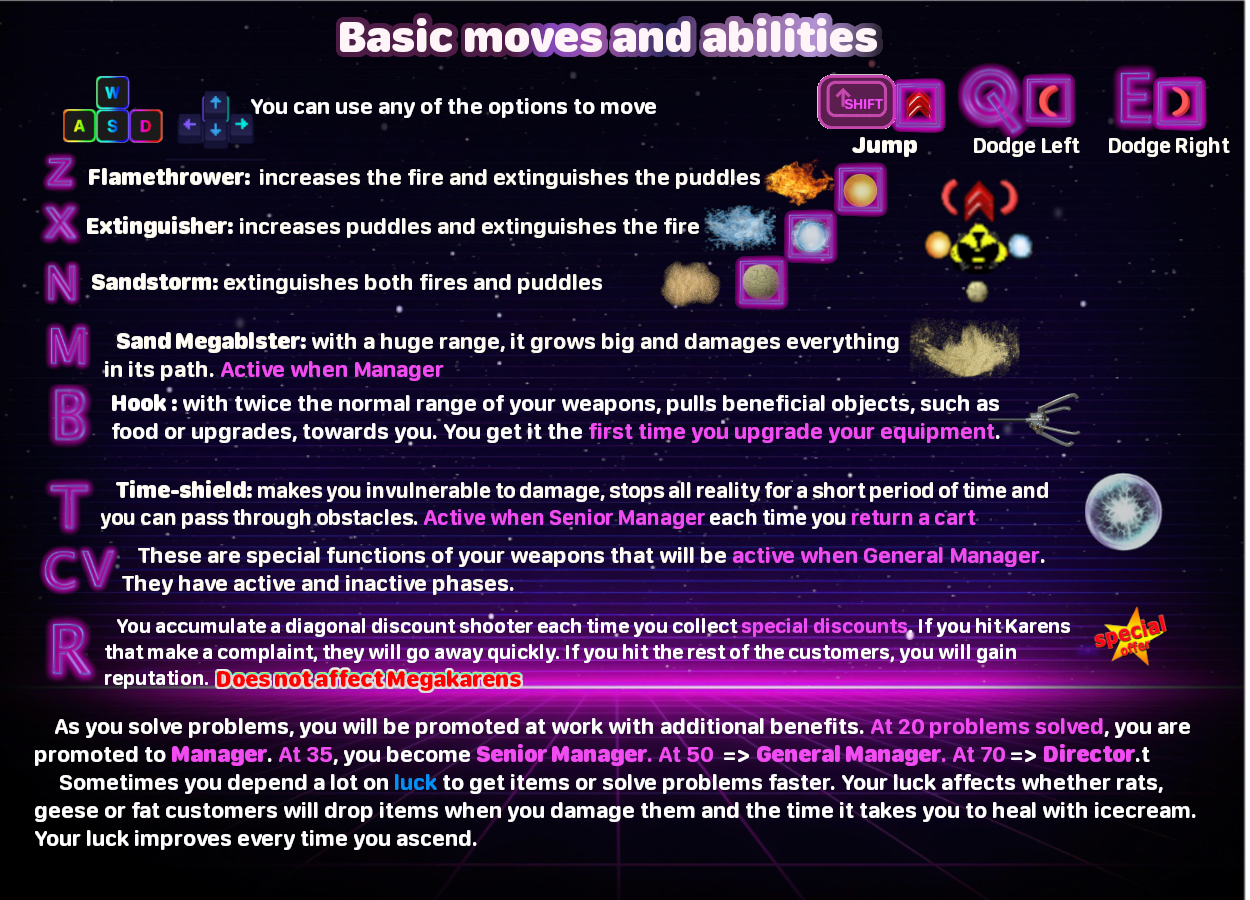 Basic moves and abilities
W
A S D
You can use any of the options to move
SHIFT
Q
E
Jump
Dodge Left
Dodge Right
Z Flamethrower: increases the fire and extinguishes the puddles
X Extinguisher: increases puddles and extinguishes the fire
N Sandstorm: extinguishes both fires and puddles
M Sand Megablster: with a huge range, it grows big and damages everything
in its path. Active when Manager
B Hook : with twice the normal range of your weapons, pulls beneficial objects, such as
food or upgrades, towards you. You get it the first time you upgrade your equipment.
T Time-shield: makes you invulnerable to damage, stops all reality for a short period of time and
you can pass through obstacles. Active when Senior Manager each time you return a cart
CV These are special functions of your weapons that will be active when General Manager.
They have active and inactive phases.
R You accumulate a diagonal discount shooter each time you collect special discounts. If you hit Karens
that make a complaint, they will go away quickly. If you hit the rest of the customers, you will gain
reputation. Does not affect Megakarens
special
offer
As you solve problems, you will be promoted at work with additional benefits. At 20 problems solved, you are
promoted to Manager. At 35, you become Senior Manager. At 50 => General Manager. At 70 => Director.t
Sometimes you depend a lot on luck to get items or solve problems faster. Your luck affects whether rats,
geese or fat customers will drop items when you damage them and the time it takes you to heal with icecream.
Your luck improves every time you ascend.